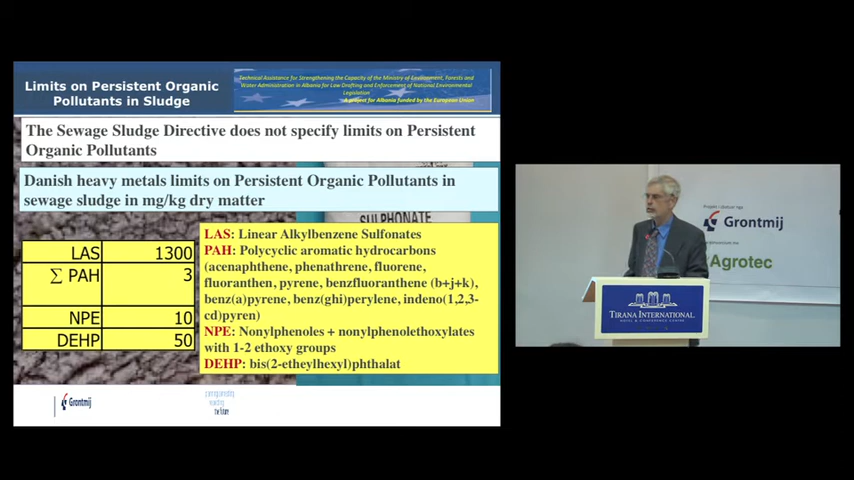 Limits on Persistent Organic
Pollutants in Sludge
Technical Assistance for Strengthening the Capacity of the Ministry of Environment, Forests and
Water Administration in Albania for Law Drafting and Enforcement of National Environmental
Legislation
A project for Albania funded by the European Union
The Sewage Sludge Directive does not specify limits on Persistent
Organic Pollutants
Danish heavy metals limits on Persistent Organic Pollutants in
sewage sludge in mg/kg dry matter
SULPHONATE
LAS 1300
∑ PAH 3
NPE 10
DEHP 50
LAS: Linear Alkylbenzene Sulfonates
PAH: Polycyclic aromatic hydrocarbons
(acenaphthene, phenathrene, fluorene,
fluoranthen, pyrene, benzfluoranthene (b+j+k),
benz(a)pyrene, benz(ghi)perylene, indeno(1,2,3-
cd)pyren)
NPE: Nonylphenoles + nonylphenolethoxylates
with 1-2 ethoxy groups
DEHP: bis(2-etheylhexyl)phthalat
Grontmij
the future
Grontmij
Agrotec
TIRANA INTERNATIONAL
HOTEL & CONFERENCE CENTRE